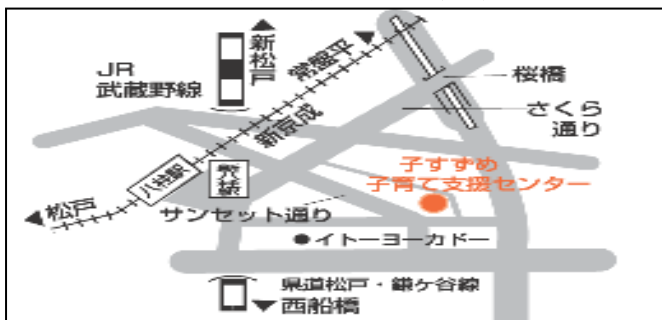 新松戸
常盤平
JR
武蔵野線
新京成
桜橋
さくら
通り
子すずめ
子育て支援センター
八柱駅
松戸
サンセット通り
●イトーヨーカドー
県道松戸・鎌ケ谷線
西船橋